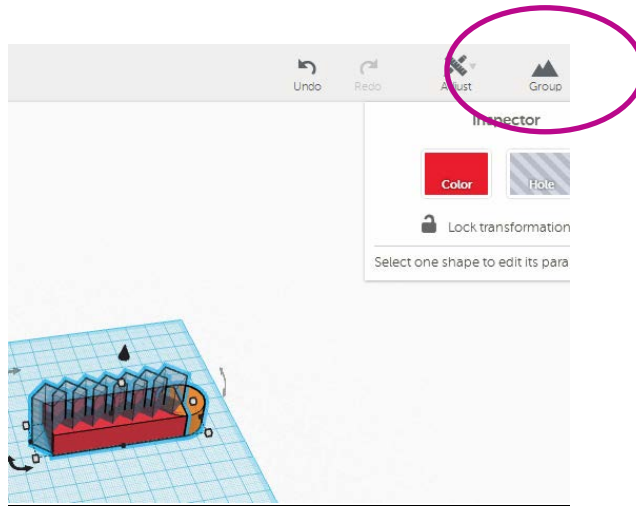 Undo Redo Adjust Group
Inspector
Color Hole
Lock transformation
Select one shape to edit its para